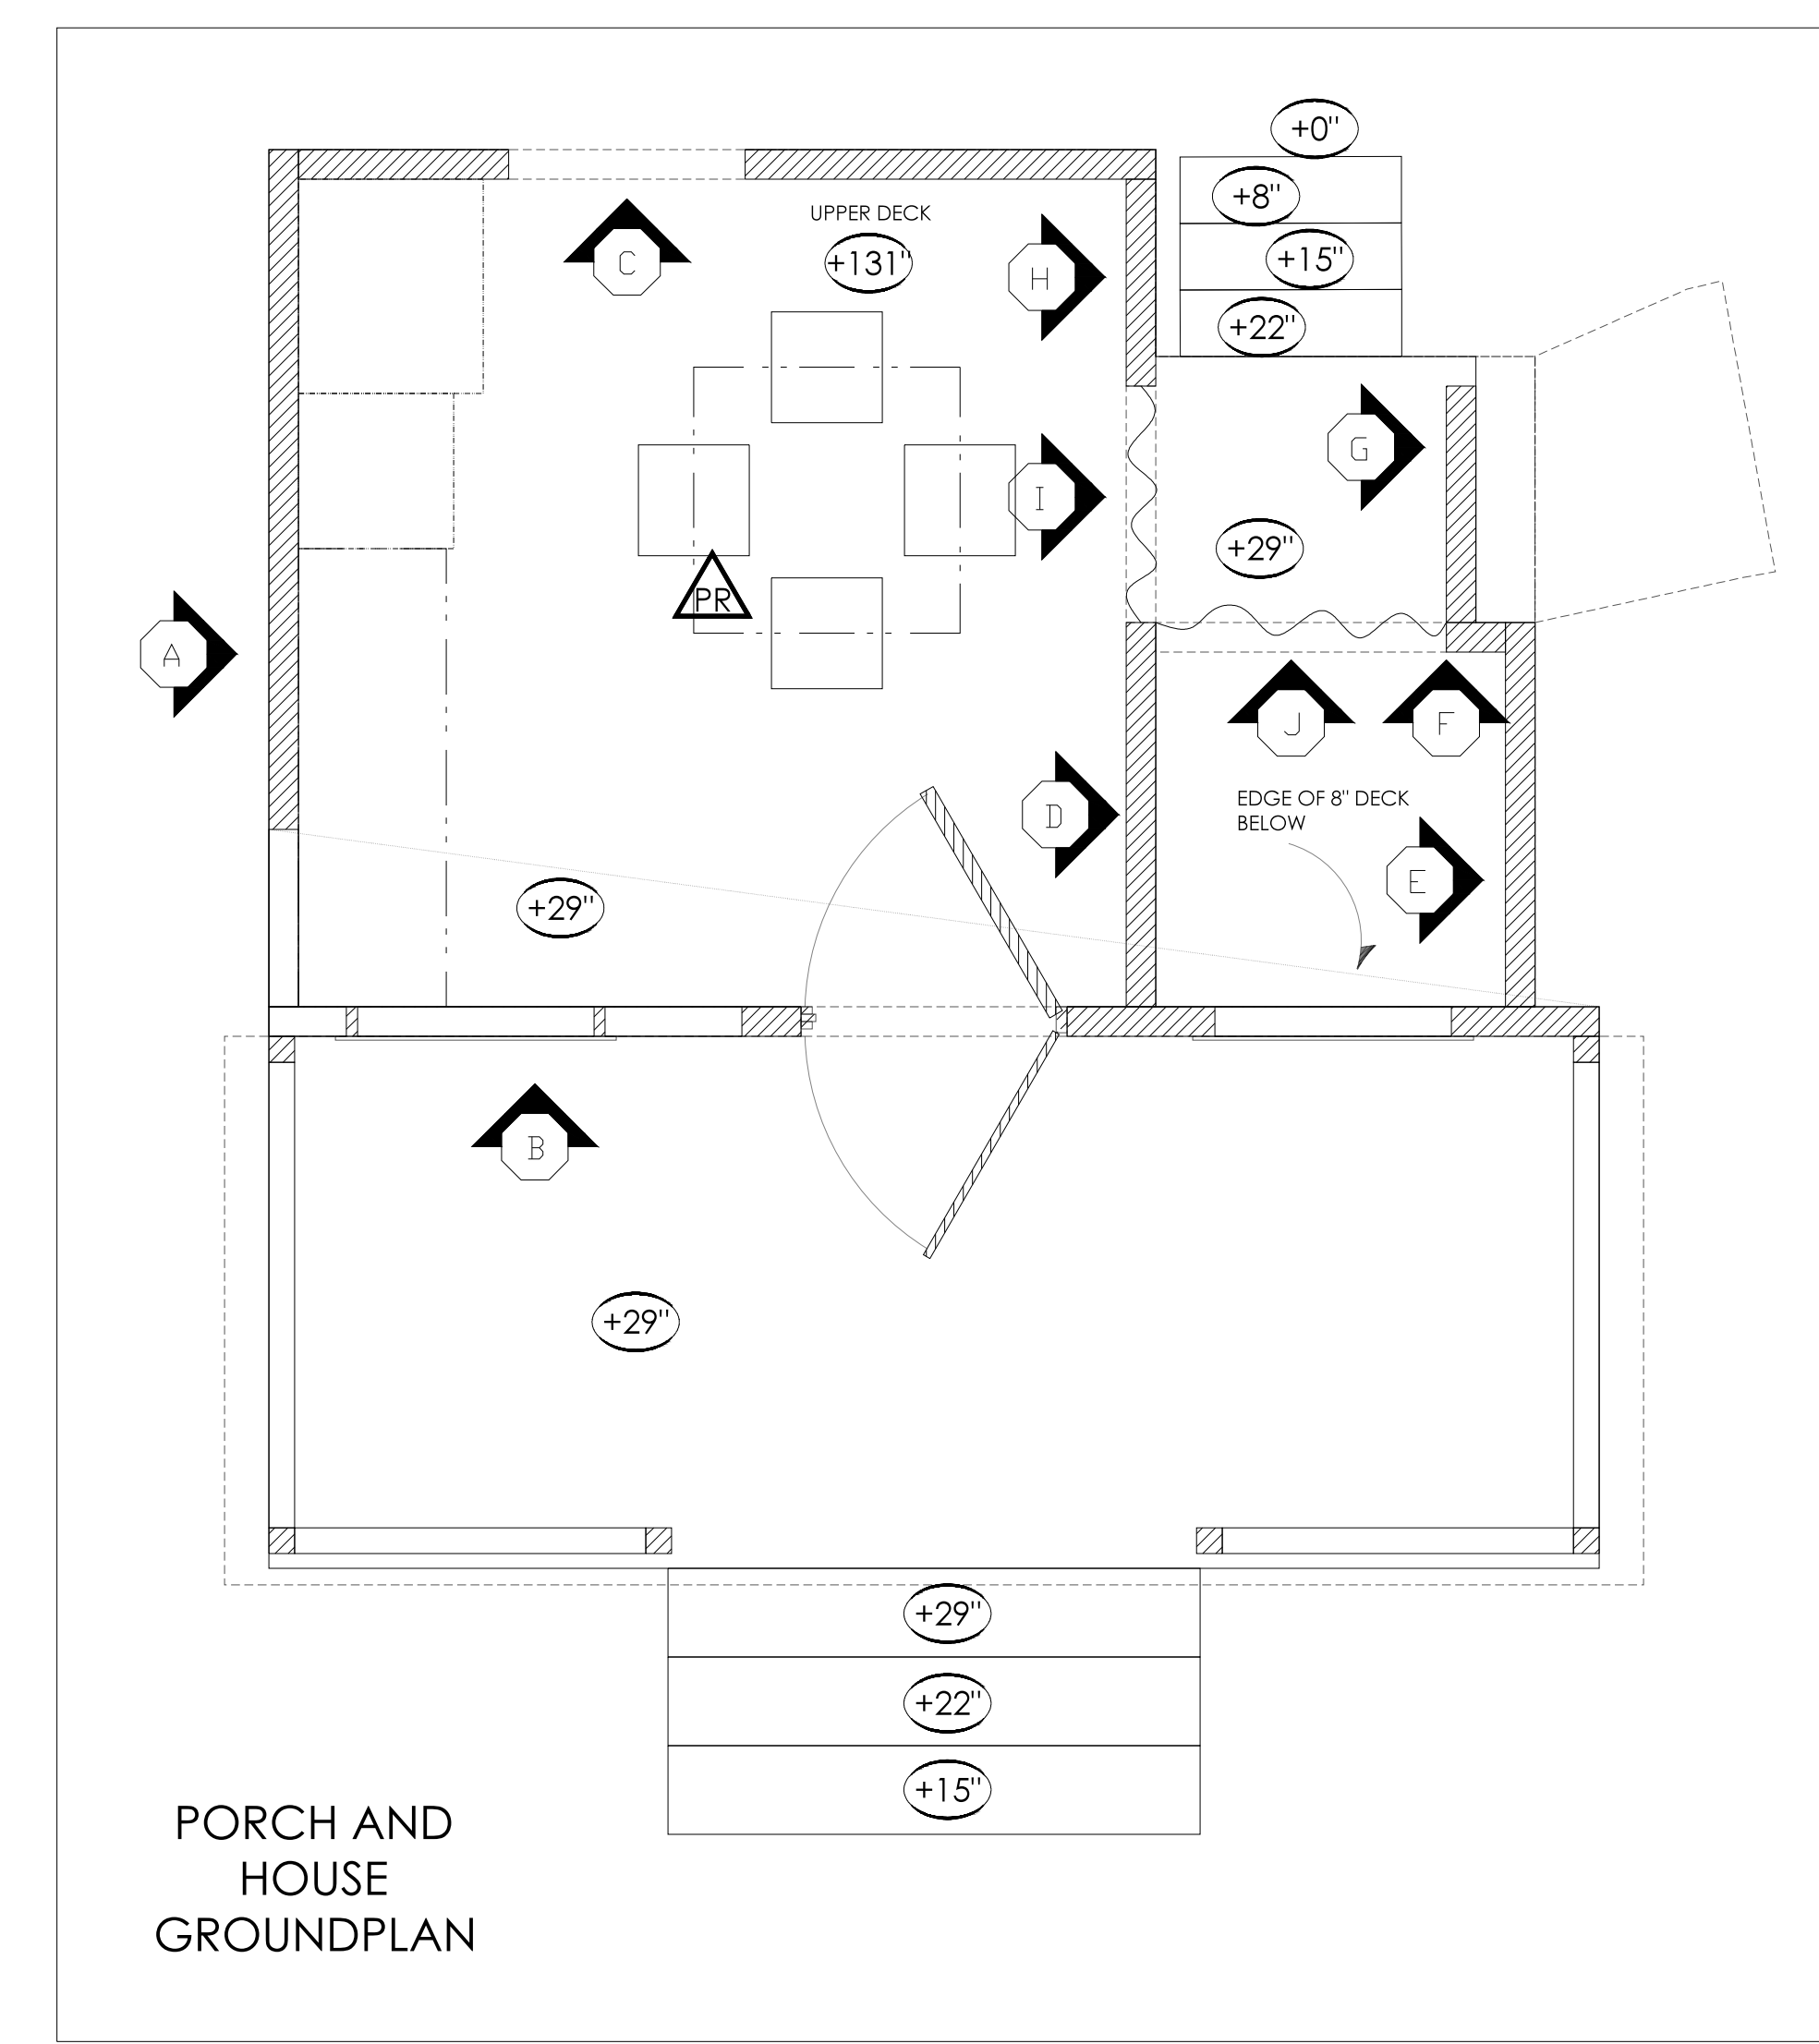 +0"
+8"
UPPER DECK
+131"
C
H
+15"
+22"
G
I
+29"
PR
A
J
F
EDGE OF 8" DECK
BELOW
D
E
+29"
B
+29"
+29"
+22"
+15"
PORCH AND
HOUSE
GROUNDPLAN